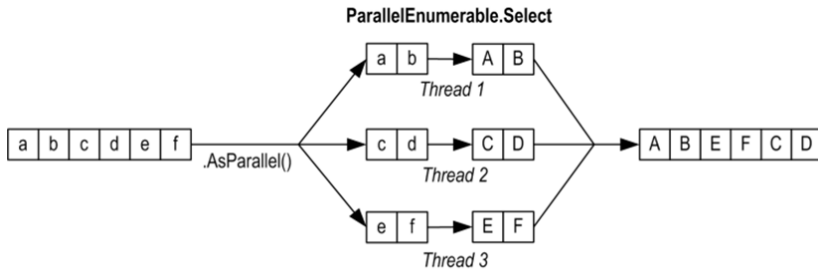 ParallelEnumerable.Select
a b A B
Thread 1
a b c d e f
.AsParallel()
c d C D
Thread 2
A B E F C D
e f E F
Thread 3